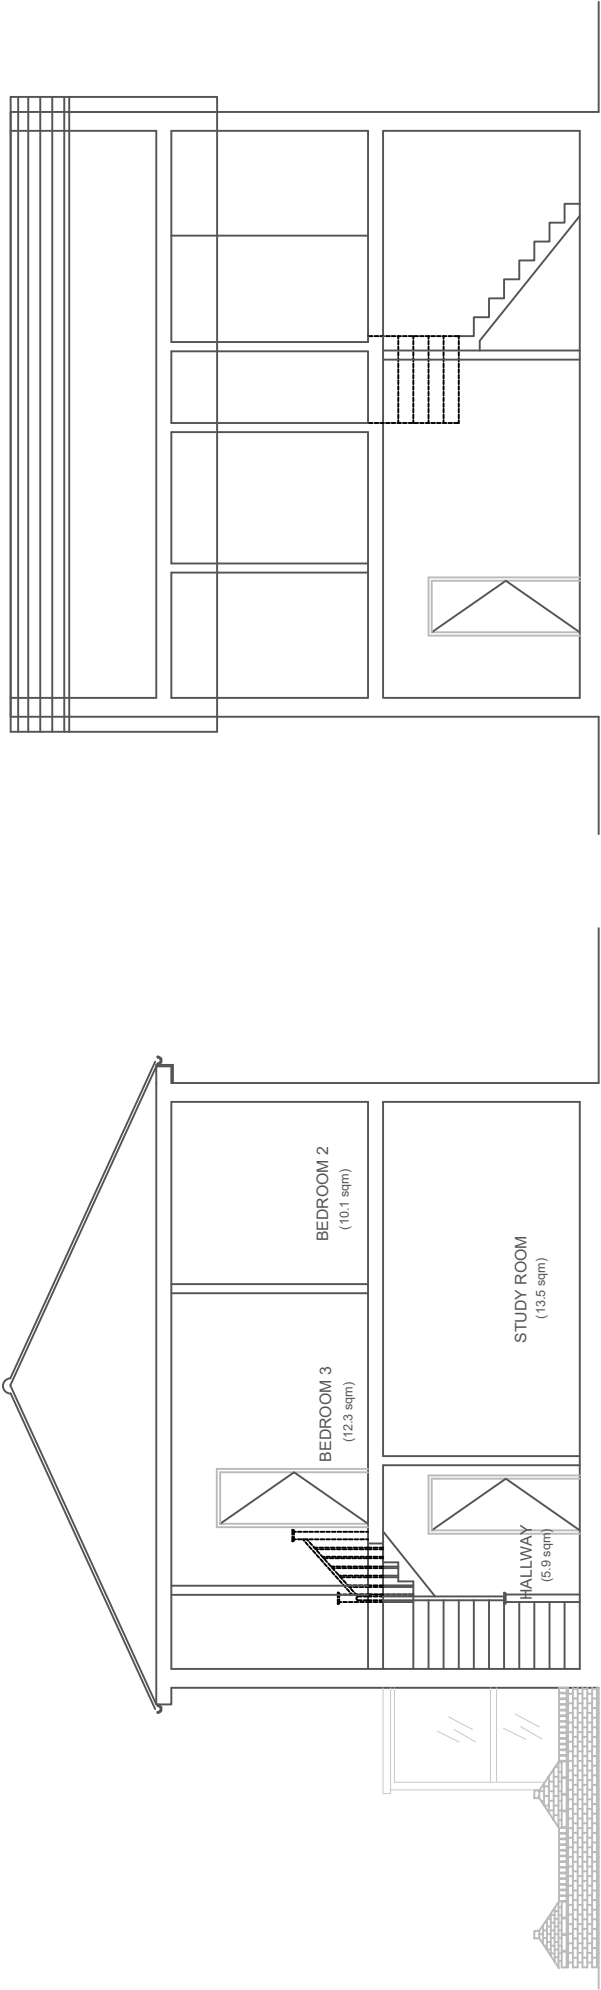 BEDROOM 3
(12.3 sqm)
BEDROOM 2
(10.1 sqm)
HALLWAY
(5.9 sqm)
STUDY ROOM
(13.5 sqm)